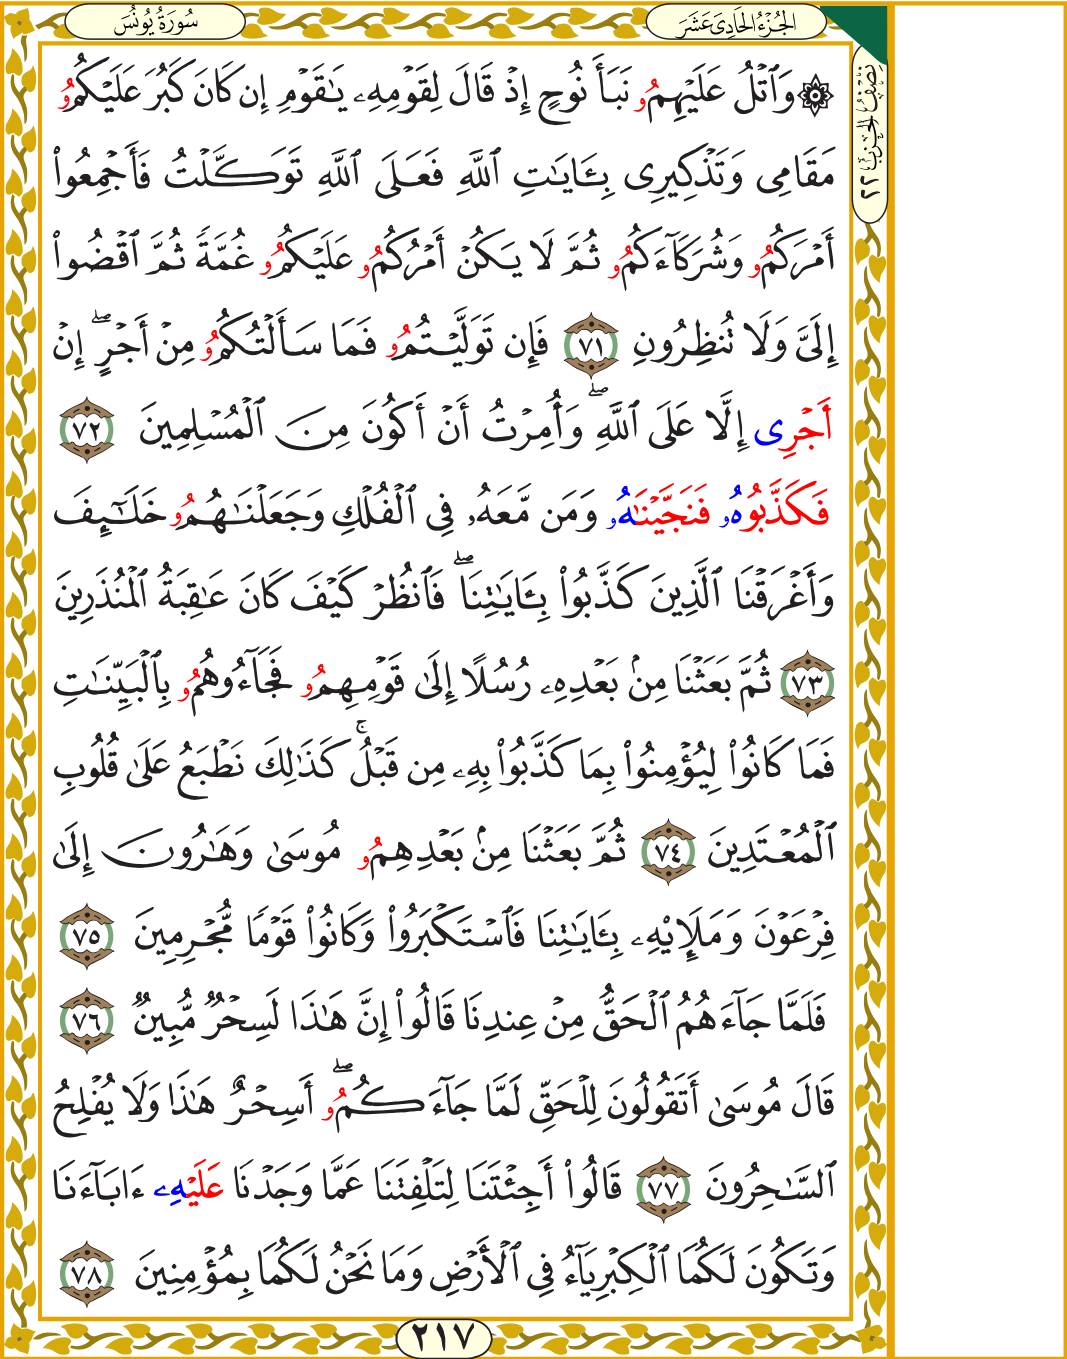 سُورَةُ يُونُسَ
الجُزْءُ الحَادِىَ عَشَرَ
نِصْفُ الحِزْبِ ٢٢
۞ وَٱتۡلُ عَلَيۡهِمُۥ نَبَأَ نُوحٍ إِذۡ قَالَ لِقَوۡمِهِۦ يَٰقَوۡمِ إِن كَانَ كَبُرَ عَلَيۡكُمُۥ
مَقَامِى وَتَذۡكِيرِى بِـَٔايَٰتِ ٱللَّهِ فَعَلَى ٱللَّهِ تَوَكَّلۡتُ فَأَجۡمِعُوا۟
أَمۡرَكُمُۥ وَشُرَكَآءَكُمُۥ ثُمَّ لَا يَكُنۡ أَمۡرُكُمُۥ عَلَيۡكُمُۥ غُمَّةٗ ثُمَّ ٱقۡضُوٓا۟
إِلَىَّ وَلَا تُنظِرُونِ ٧١ فَإِن تَوَلَّيۡتُمُۥ فَمَا سَأَلۡتُكُمُۥ مِنۡ أَجۡرٍۖ إِنۡ
أَجۡرِى إِلَّا عَلَى ٱللَّهِۖ وَأُمِرۡتُ أَنۡ أَكُونَ مِنَ ٱلۡمُسۡلِمِينَ ٧٢
فَكَذَّبُوهُۥ فَنَجَّيۡنَٰهُۥ وَمَن مَّعَهُۥ فِى ٱلۡفُلۡكِ وَجَعَلۡنَٰهُمُۥ خَلَٰٓئِفَ
وَأَغۡرَقۡنَا ٱلَّذِينَ كَذَّبُوا۟ بِـَٔايَٰتِنَاۖ فَٱنظُرۡ كَيۡفَ كَانَ عَٰقِبَةُ ٱلۡمُنذَرِينَ
٧٣ ثُمَّ بَعَثۡنَا مِنۢ بَعۡدِهِۦ رُسُلًا إِلَىٰ قَوۡمِهِمُۥ فَجَآءُوهُمُۥ بِٱلۡبَيِّنَٰتِ
فَمَا كَانُوا۟ لِيُؤۡمِنُوا۟ بِمَا كَذَّبُوا۟ بِهِۦ مِن قَبۡلُۚ كَذَٰلِكَ نَطۡبَعُ عَلَىٰ قُلُوبِ
ٱلۡمُعۡتَدِينَ ٧٤ ثُمَّ بَعَثۡنَا مِنۢ بَعۡدِهِمُۥ مُوسَىٰ وَهَٰرُونَ إِلَىٰ
فِرۡعَوۡنَ وَمَلَإِي۟هِۦ بِـَٔايَٰتِنَا فَٱسۡتَكۡبَرُوا۟ وَكَانُوا۟ قَوۡمٗا مُّجۡرِمِينَ ٧٥
فَلَمَّا جَآءَهُمُ ٱلۡحَقُّ مِنۡ عِندِنَا قَالُوٓا۟ إِنَّ هَٰذَا لَسِحۡرٞ مُّبِينٞ ٧٦
قَالَ مُوسَىٰ أَتَقُولُونَ لِلۡحَقِّ لَمَّا جَآءَكُمُۥۖ أَسِحۡرٌ هَٰذَا وَلَا يُفۡلِحُ
ٱلسَّٰحِرُونَ ٧٧ قَالُوٓا۟ أَجِئۡتَنَا لِتَلۡفِتَنَا عَمَّا وَجَدۡنَا عَلَيۡهِۦ ءَابَآءَنَا
وَتَكُونَ لَكُمَا ٱلۡكِبۡرِيَآءُ فِى ٱلۡأَرۡضِ وَمَا نَحۡنُ لَكُمَا بِمُؤۡمِنِينَ ٧٨
٢١٧